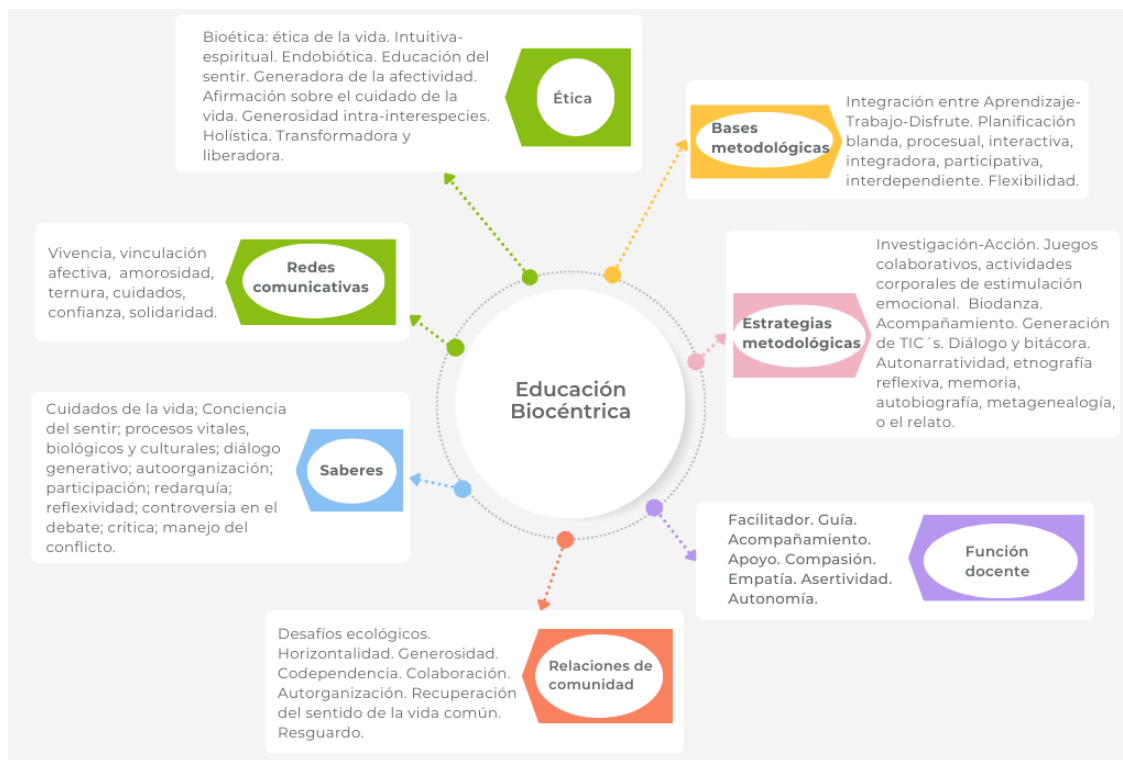 Bioética: ética de la vida. Intuitiva-
espiritual. Endobiótica. Educación del
sentir. Generadora de la afectividad.
Afirmación sobre el cuidado de la
vida. Generosidad intra-interespecies.
Holística. Transformadora y
liberadora.
Ética
Bases
metodológicas
Integración entre Aprendizaje-
Trabajo-Disfrute. Planificación
blanda, procesual, interactiva,
integradora, participativa,
interdependiente. Flexibilidad.
Vivencia, vinculación
afectiva, amorosidad,
ternura, cuidados,
confianza, solidaridad.
Redes
comunicativas
Estrategias
metodológicas
Investigación-Acción. Juegos
colaborativos, actividades
corporales de estimulación
emocional. Biodanza.
Acompañamiento. Generación
de TIC´s. Diálogo y bitácora.
Autonarratividad, etnografía
reflexiva, memoria,
autobiografía, metagenealogía,
o el relato.
Educación
Biocéntrica
Cuidados de la vida; Conciencia
del sentir; procesos vitales,
biológicos y culturales; diálogo
generativo; autoorganización;
participación; redarquía;
reflexividad; controversia en el
debate; crítica; manejo del
conflicto.
Saberes
Facilitador. Guía.
Acompañamiento.
Apoyo. Compasión.
Empatía. Asertividad.
Autonomía.
Función
docente
Desafíos ecológicos.
Horizontalidad. Generosidad.
Codependencia. Colaboración.
Autorganización. Recuperación
del sentido de la vida común.
Resguardo.
Relaciones de
comunidad